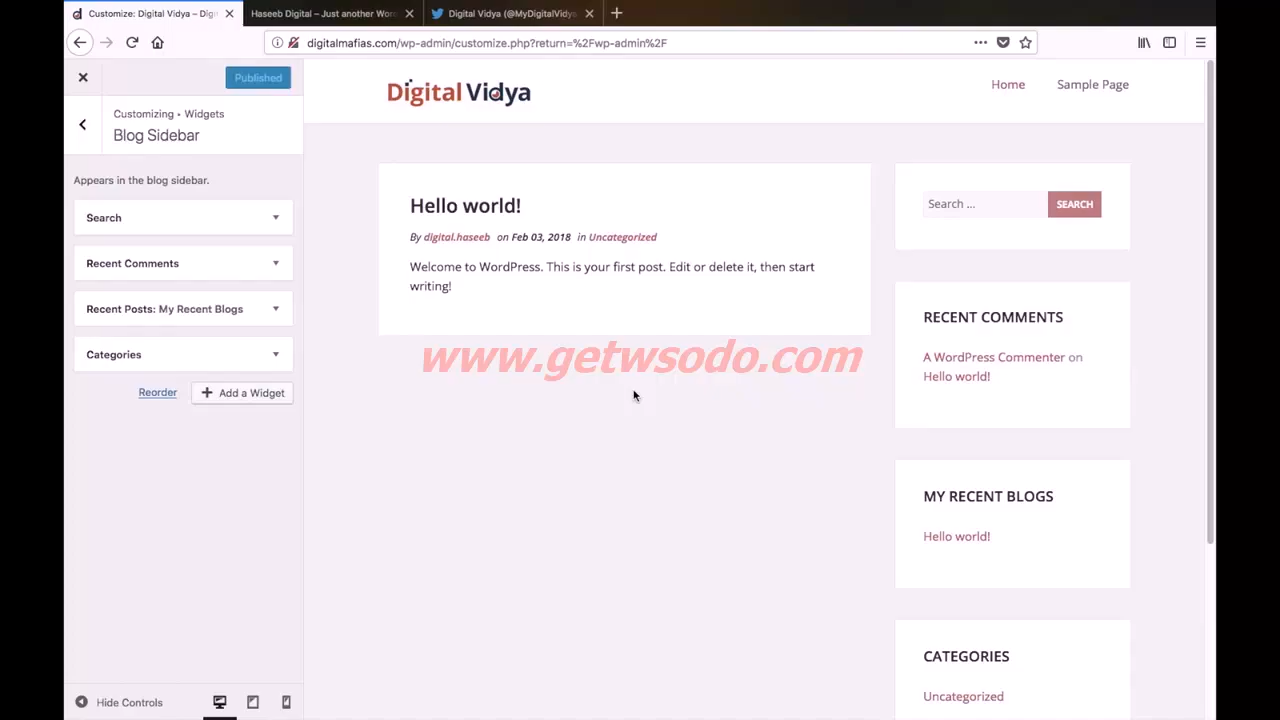 Customize: Digital Vidya – Digi
Haseeb Digital – Just another Wor
Digital Vidya (@MyDigitalVidya
digitalmafias.com/wp-admin/customize.php?return=%2Fwp-admin%2F
Published
Customizing • Widgets
Blog Sidebar
Appears in the blog sidebar.
Search
Recent Comments
Recent Posts: My Recent Blogs
Categories
Reorder
Add a Widget
Hide Controls
Digital Vidya
Home
Sample Page
Hello world!
By digital.haseeb on Feb 03, 2018 in Uncategorized
Welcome to WordPress. This is your first post. Edit or delete it, then start
writing!
www.getwsodo.com
Search ...
SEARCH
RECENT COMMENTS
A WordPress Commenter on
Hello world!
MY RECENT BLOGS
Hello world!
CATEGORIES
Uncategorized